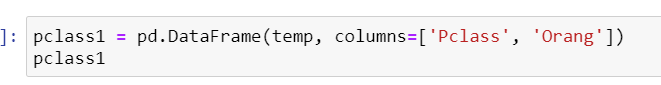 ]: pclass1 = pd.DataFrame(temp, columns=['Pclass', 'Orang'])
pclass1